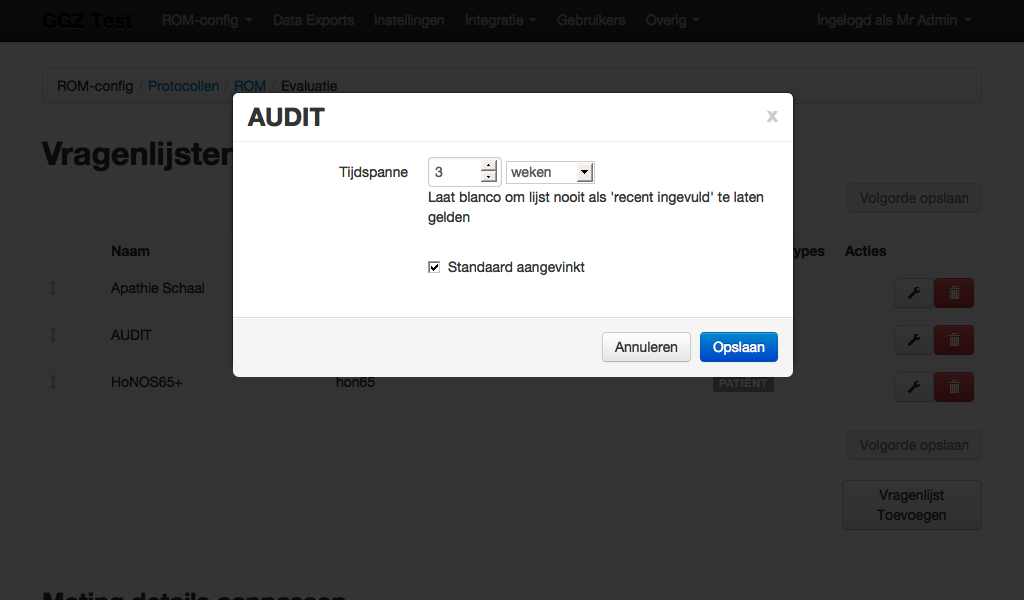 GGZ Test ROM-config Data Exports Instellingen Integratie Gebruikers Overig Ingelogd als Mr Admin
ROM-config / Protocollen / ROM / Evaluatie
AUDIT x
Vragenlijsten
Tijdspanne 3 weken
Laat blanco om lijst nooit als 'recent ingevuld' te laten
gelden
Volgorde opslaan
Naam ypes Acties
Standaard aangevinkt
Apathie Schaal
AUDIT
Annuleren Opslaan
HoNOS65+ hon65 PATIËNT
Volgorde opslaan
Vragenlijst
Toevoegen
Meting details aanpassen